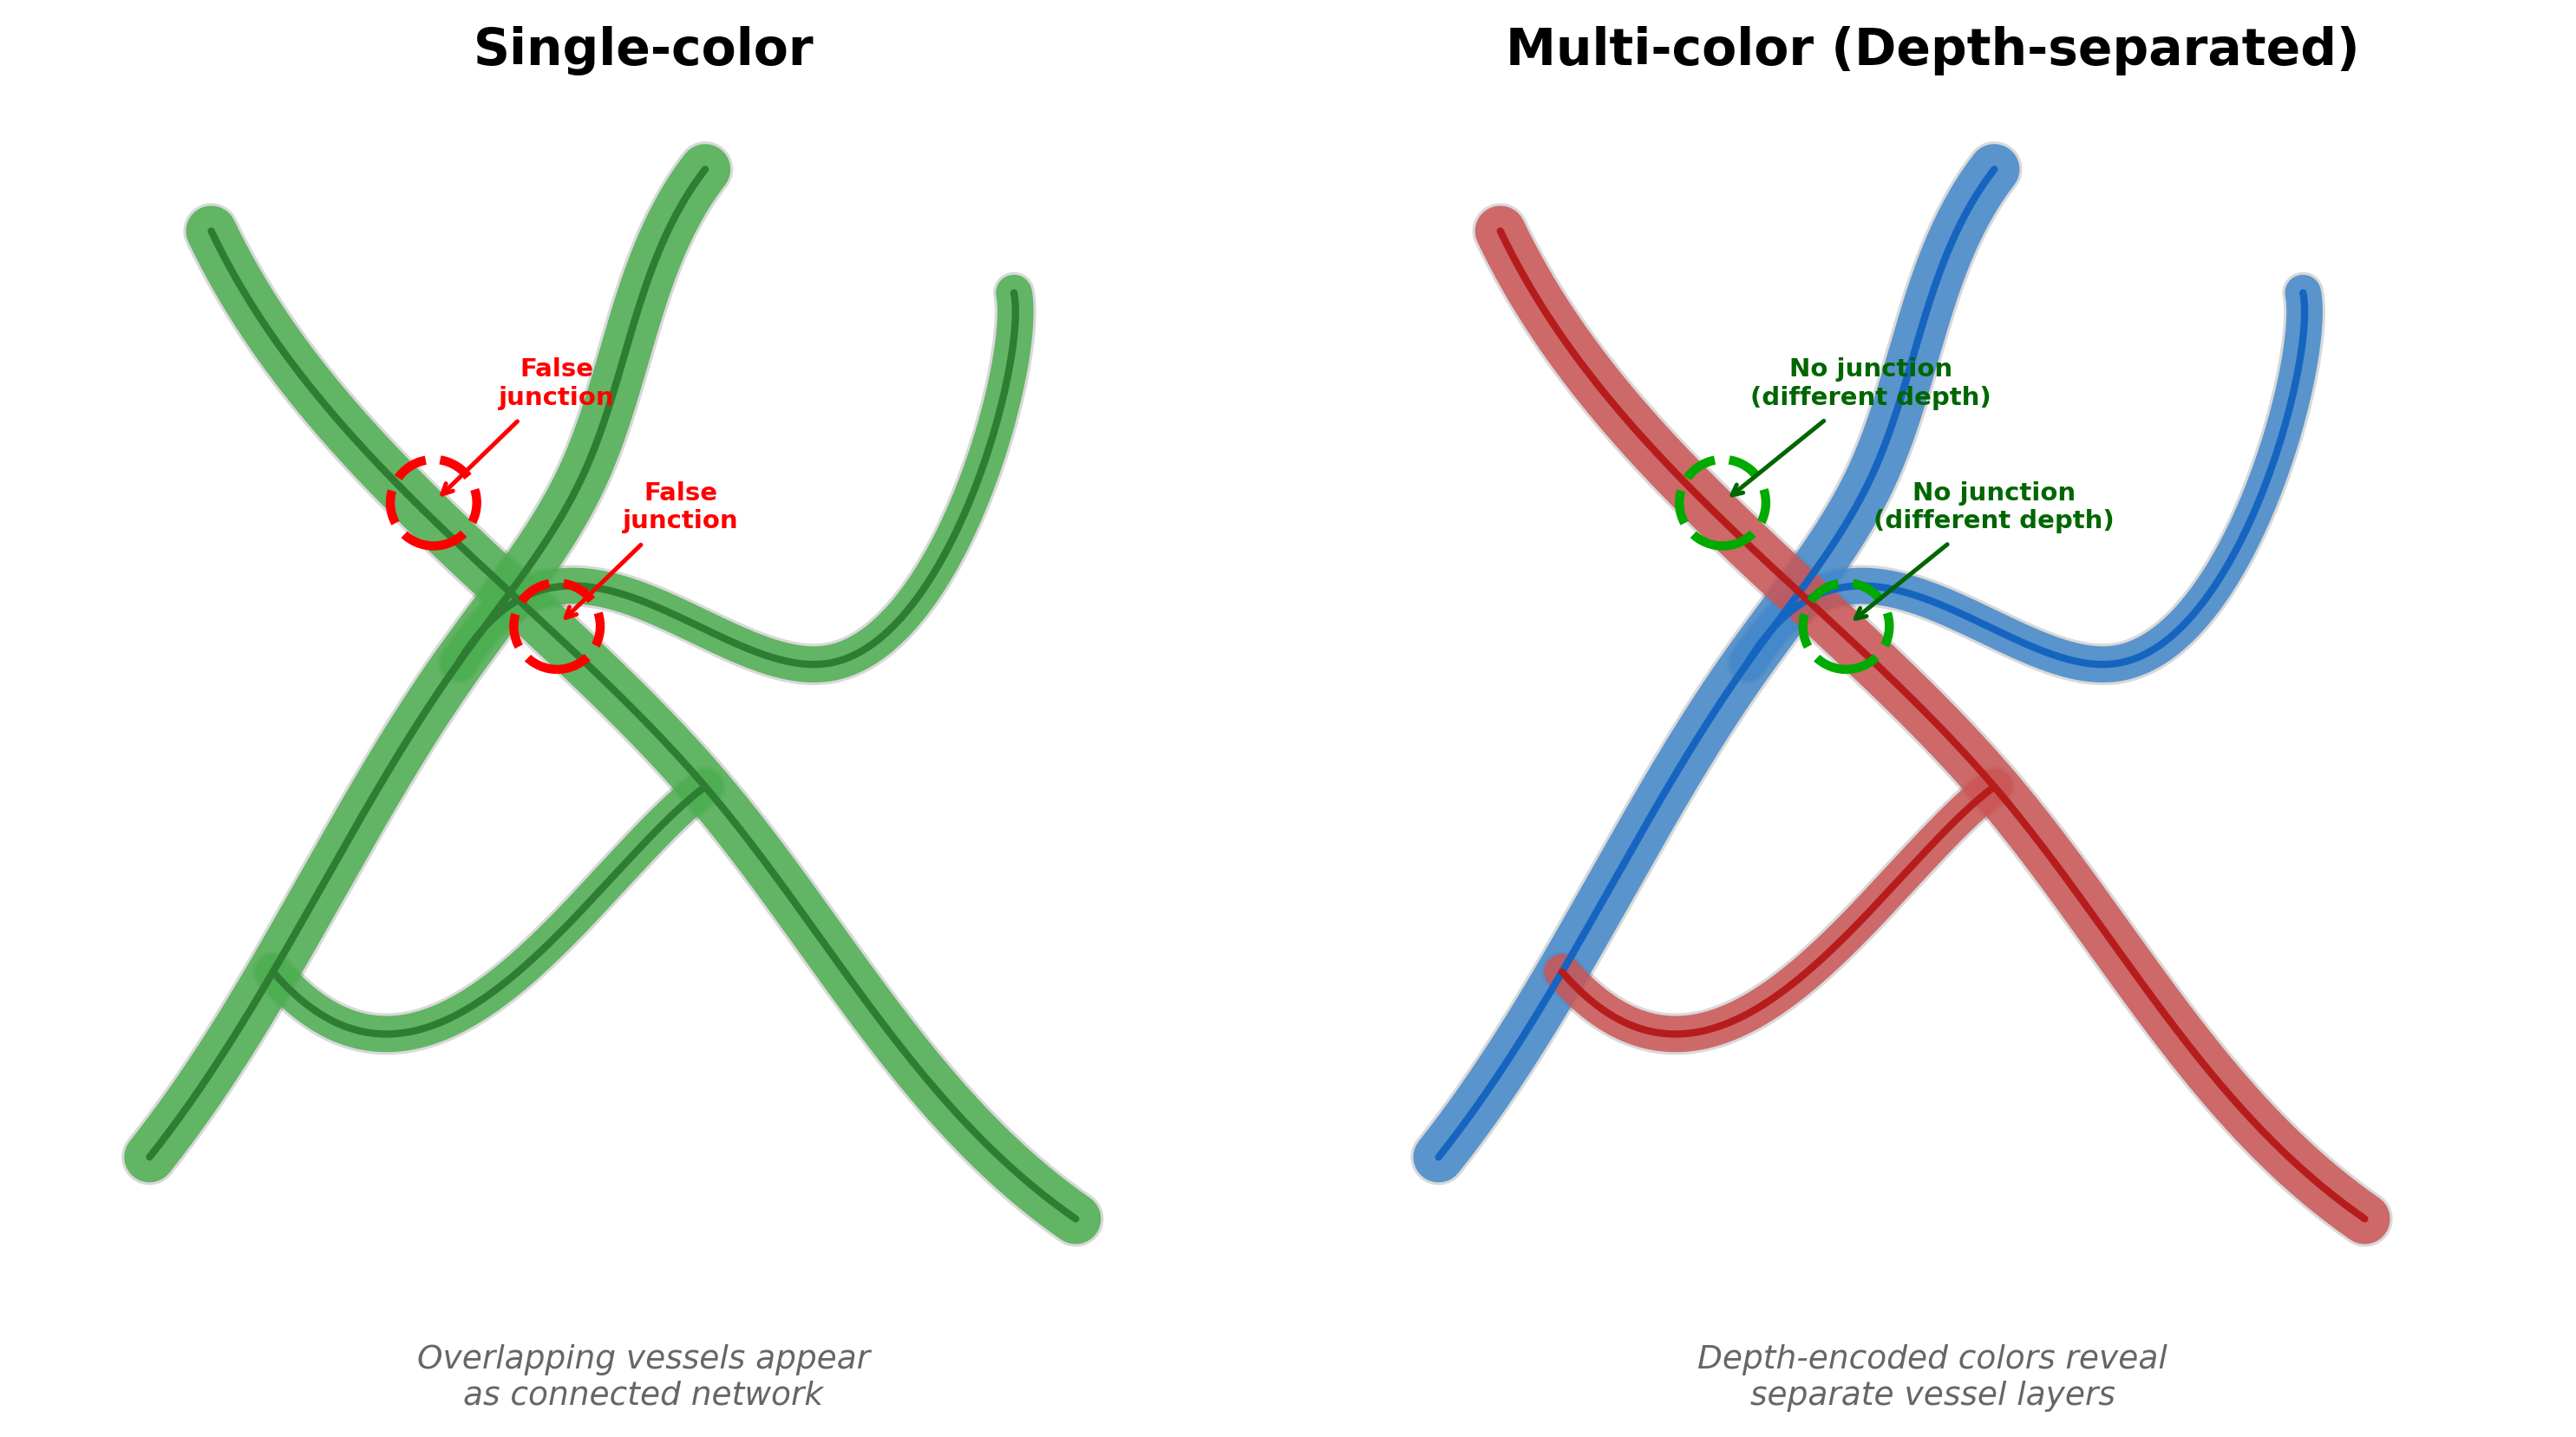 Single-color
False
junction
False
junction
Overlapping vessels appear
as connected network
Multi-color (Depth-separated)
No junction
(different depth)
No junction
(different depth)
Depth-encoded colors reveal
separate vessel layers